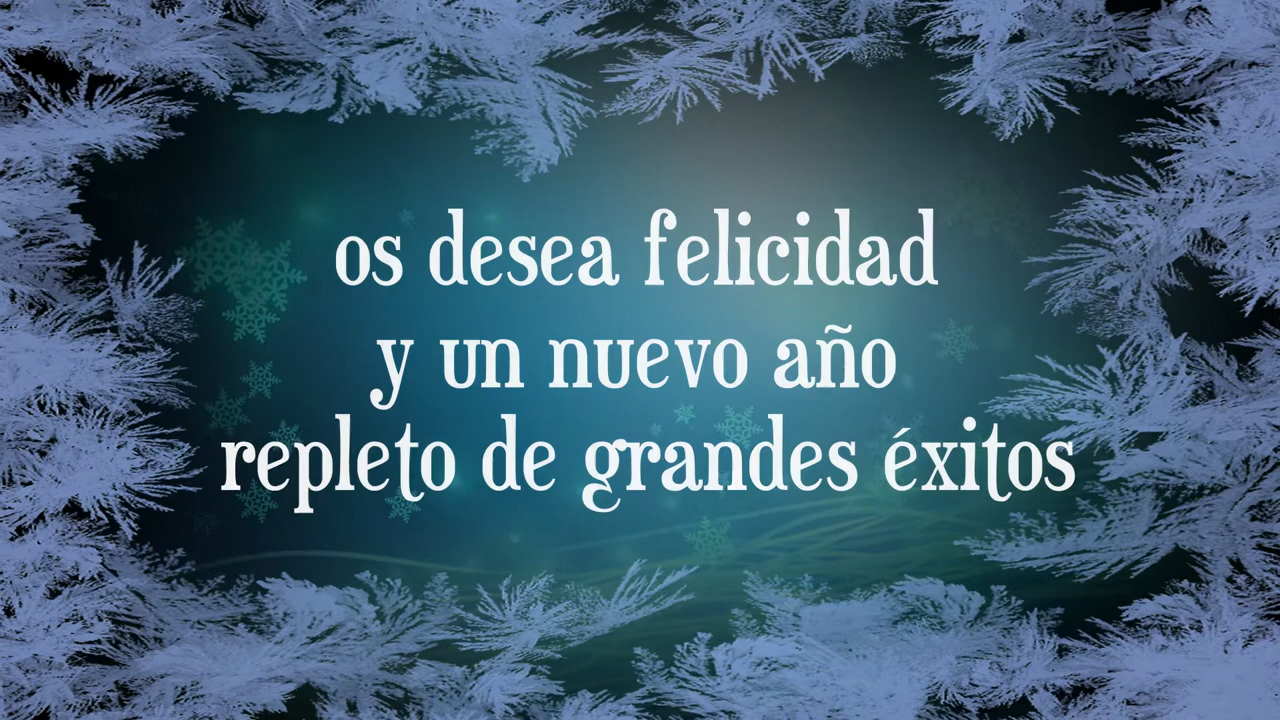 os desea felicidad
y un nuevo año
repleto de grandes éxitos